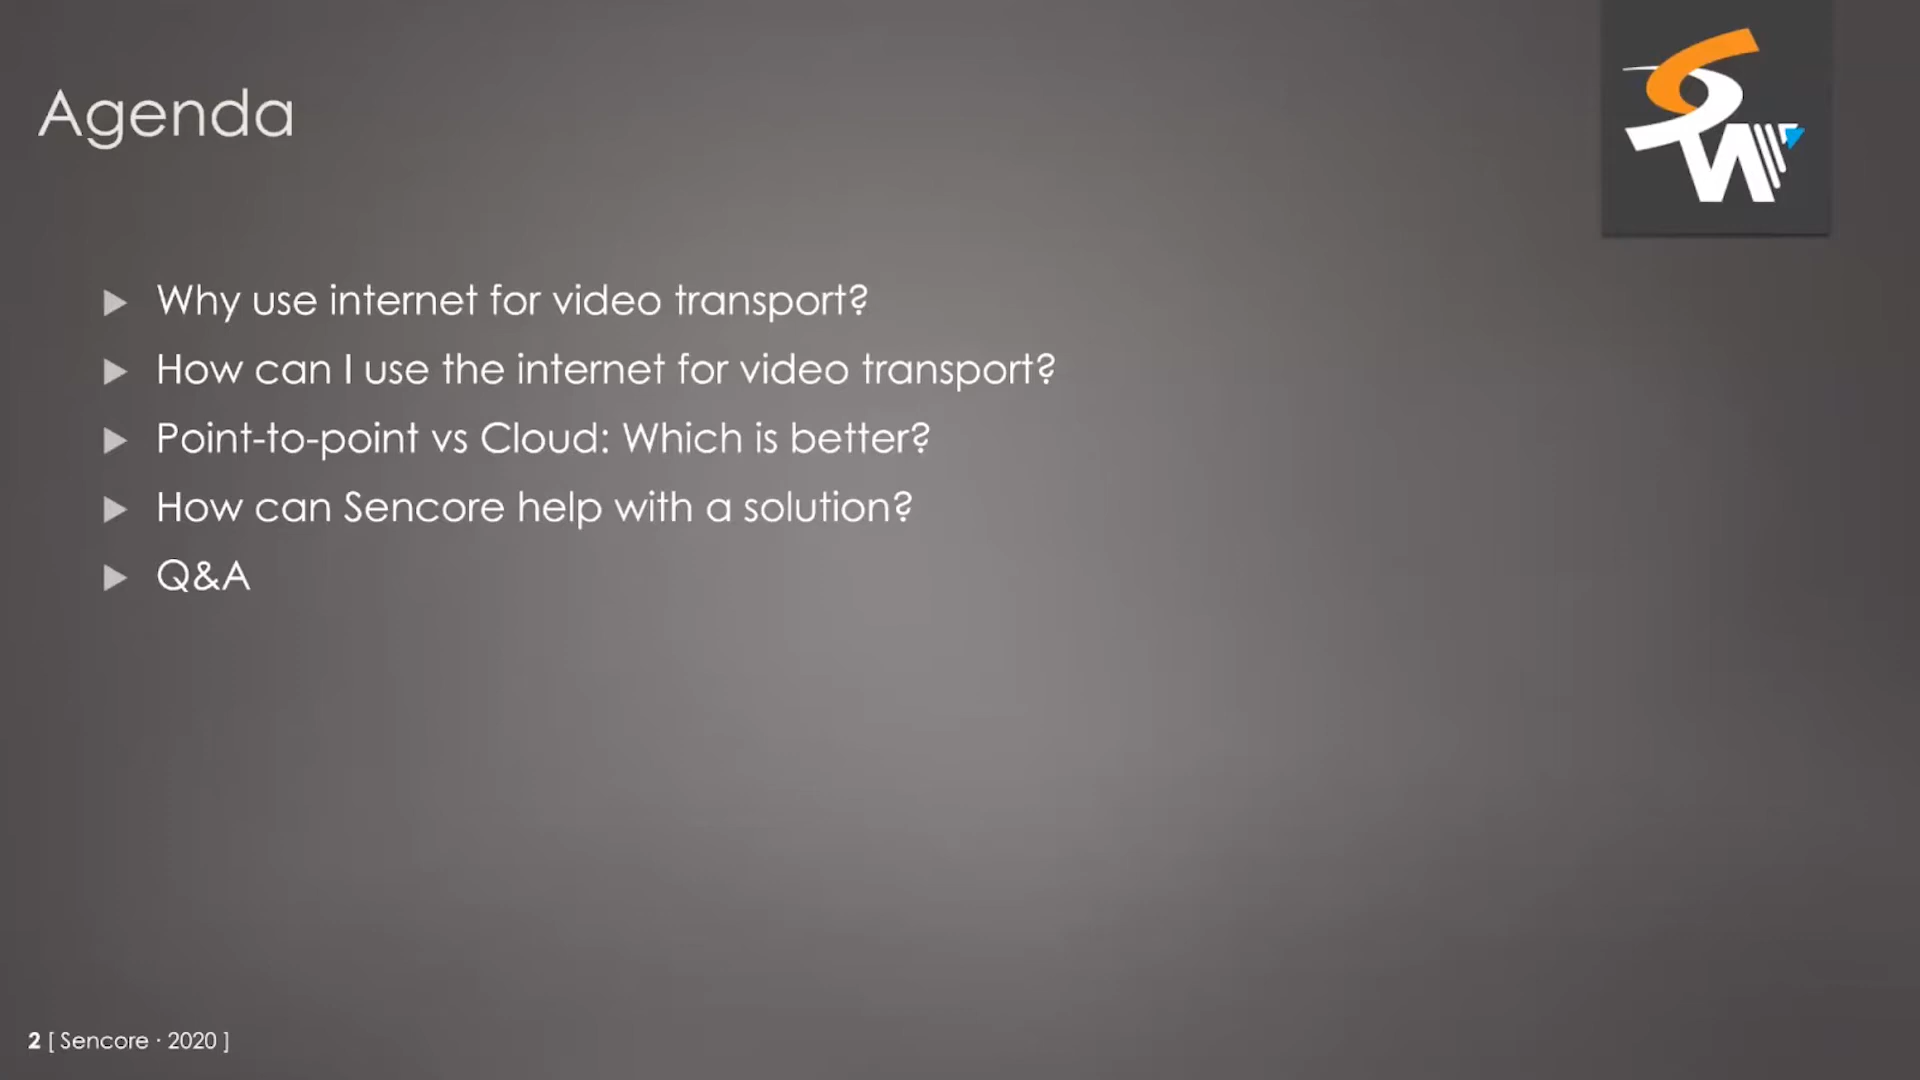 Agenda
Why use internet for video transport?
How can I use the internet for video transport?
Point-to-point vs Cloud: Which is better?
How can Sencore help with a solution?
Q&A
2 [ Sencore · 2020 ]